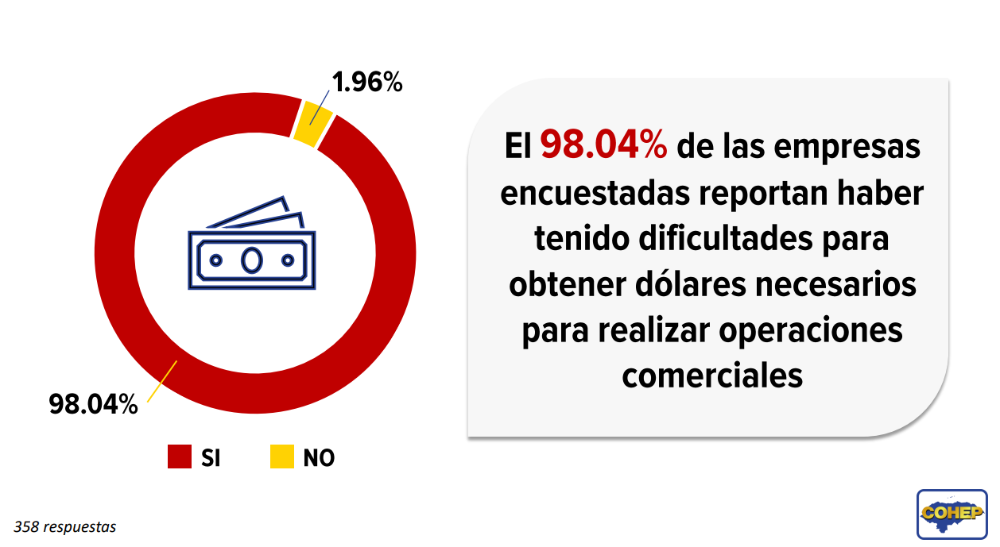 1.96%
98.04%
SI
NO
El 98.04% de las empresas
encuestadas reportan haber
tenido dificultades para
obtener dólares necesarios
para realizar operaciones
comerciales
358 respuestas
COHEP